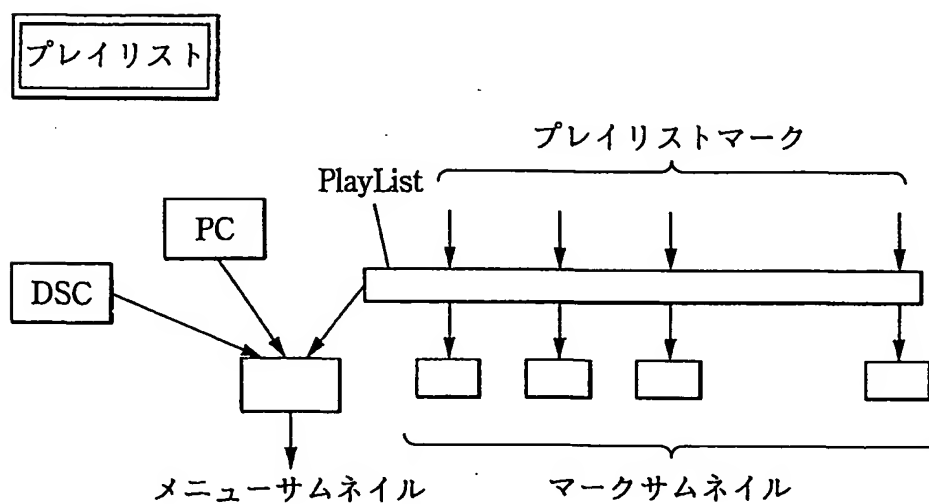 プレイリスト
プレイリストマーク
PlayList
PC
DSC
メニューサムネイル
マークサムネイル